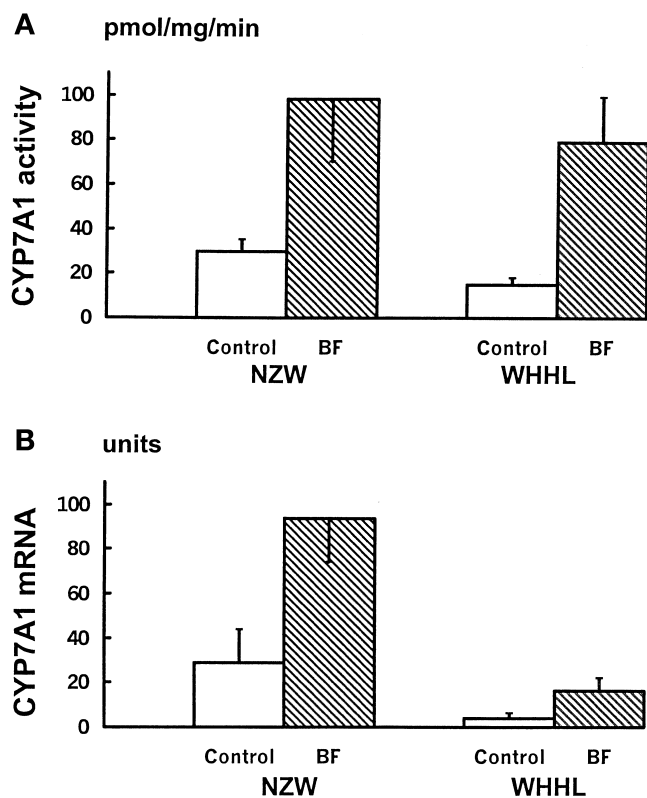 A pmol/mg/min
CYP7A1 activity
100
80
60
40
20
0
Control BF Control BF
NZW WHHL
B units
CYP7A1 mRNA
100
80
60
40
20
0
Control BF Control BF
NZW WHHL